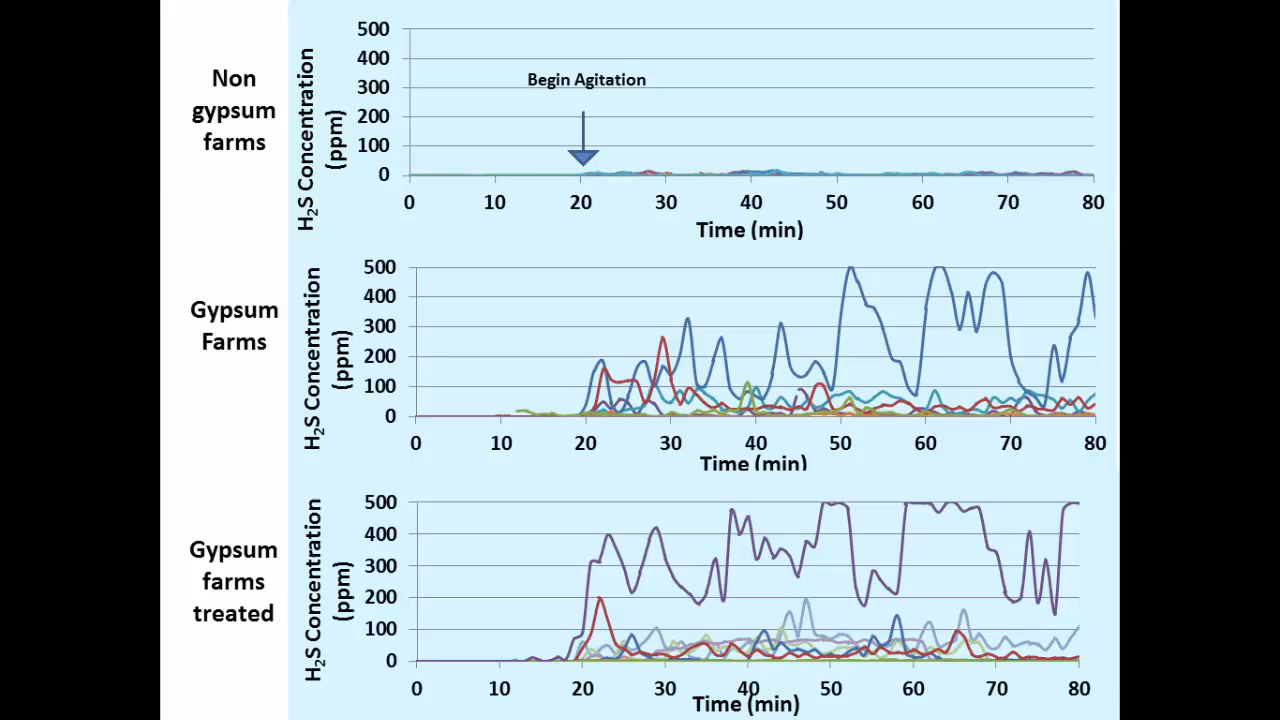 Non
gypsum
farms
H₂S Concentration
(ppm)
500
400
300
200
100
0
Begin Agitation
0 10 20 30 40 50 60 70 80
Time (min)
Gypsum
Farms
H₂S Concentration
(ppm)
500
400
300
200
100
0
0 10 20 30 40 50 60 70 80
Time (min)
Gypsum
farms
treated
H₂S Concentration
(ppm)
500
400
300
200
100
0
0 10 20 30 40 50 60 70 80
Time (min)